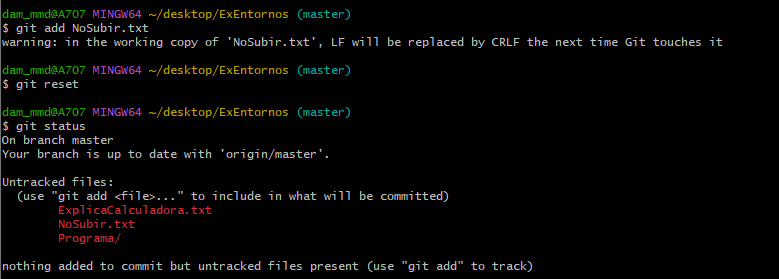 dam_mmd@A707 MINGW64 ~/desktop/ExEntornos (master)
$ git add NoSubir.txt
warning: in the working copy of 'NoSubir.txt', LF will be replaced by CRLF the next time Git touches it
dam_mmd@A707 MINGW64 ~/desktop/ExEntornos (master)
$ git reset
dam_mmd@A707 MINGW64 ~/desktop/ExEntornos (master)
$ git status
On branch master
Your branch is up to date with 'origin/master'.
Untracked files:
(use "git add <file>..." to include in what will be committed)
ExplicaCalculadora.txt
NoSubir.txt
Programa/
nothing added to commit but untracked files present (use "git add" to track)